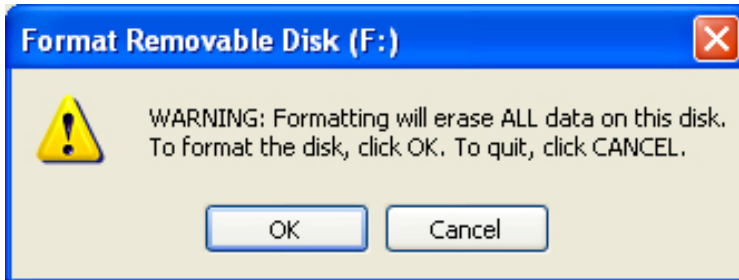 Format Removable Disk (F:)
WARNING: Formatting will erase ALL data on this disk.
To format the disk, click OK. To quit, click CANCEL.
OK
Cancel